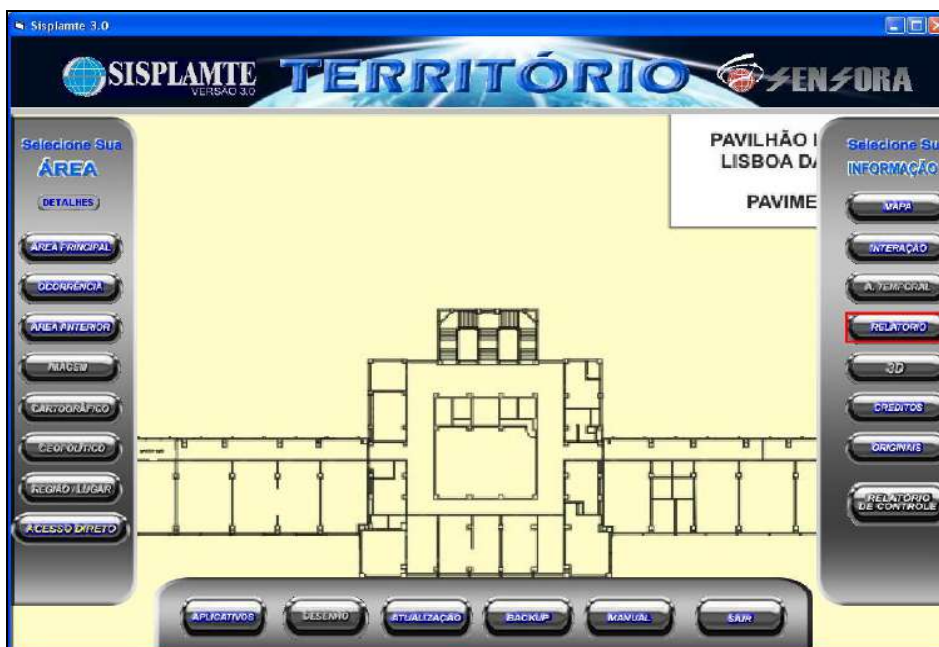 Sisplamte 3.0
SISPLAMTE
VERSÃO 3.0
TERRITÓRIO
SENSORA
Selecione Sua
ÁREA
DETALHES
ÁREA PRINCIPAL
OCORRÊNCIA
ÁREA ANTERIOR
IMAGEM
CARTOGRÁFICO
GEOPOLÍTICO
REGIÃO / LUGAR
ACESSO DIRETO
PAVILHÃO
LISBOA DA
PAVIME
Selecione Su
INFORMAÇÃO
MAPA
INTERAÇÃO
A. TEMPORAL
RELATÓRIO
3D
CRÉDITOS
ORIGINAIS
RELATÓRIO
DE CONTROLE
APLICATIVOS
DESENHO
ATUALIZAÇÃO
BACKUP
MANUAL
SAIR